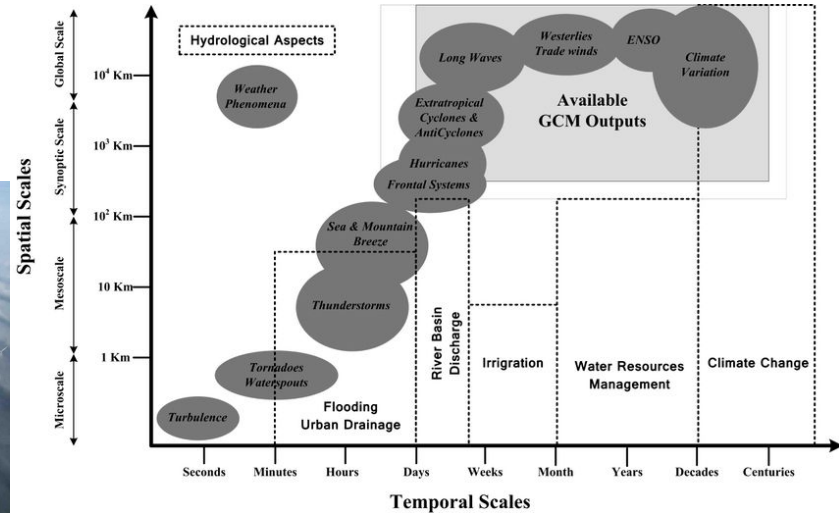 Hydrological Aspects
Weather
Phenomena
Long Waves
Westerlies
Trade winds
ENSO
Climate
Variation
Extratropical
Cyclones &
AntiCyclones
Available
GCM Outputs
Hurricanes
Frontal Systems
Sea & Mountain
Breeze
Thunderstorms
Tornadoes
Waterspouts
Turbulence
Flooding
Urban Drainage
River Basin
Discharge
Irrigration
Water Resources
Management
Climate Change
Spatial Scales
Global Scale
Synoptic Scale
Mesoscale
Microscale
10⁴ Km
10³ Km
10² Km
10 Km
1 Km
Seconds
Minutes
Hours
Days
Weeks
Month
Years
Decades
Centuries
Temporal Scales